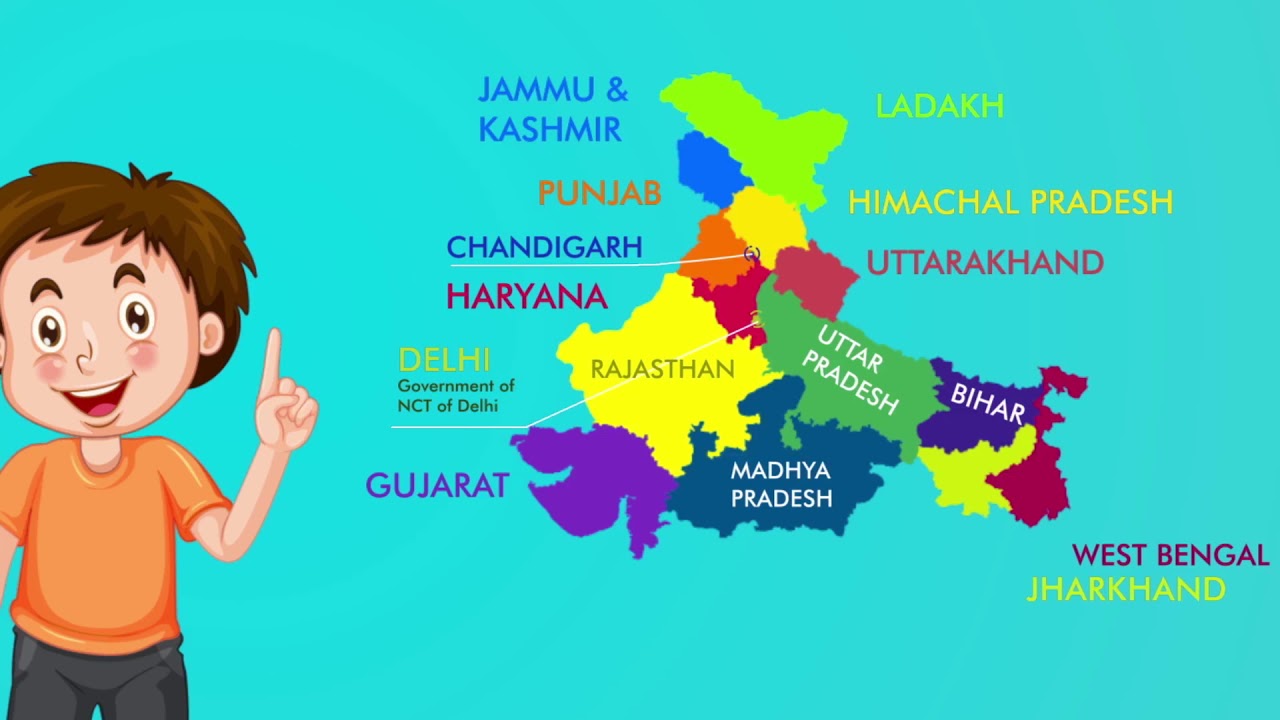 JAMMU &
KASHMIR
LADAKH
PUNJAB
HIMACHAL PRADESH
CHANDIGARH
UTTARAKHAND
HARYANA
DELHI
Government of
NCT of Delhi
RAJASTHAN
UTTAR
PRADESH
BIHAR
GUJARAT
MADHYA
PRADESH
WEST BENGAL
JHARKHAND